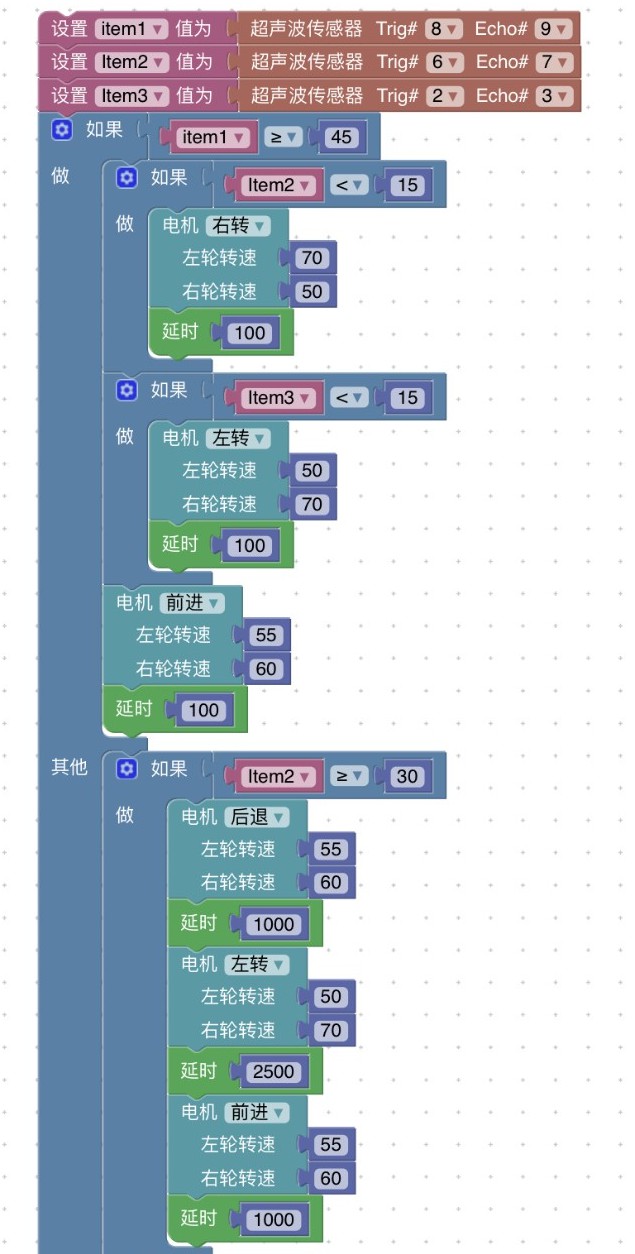 设置 item1 值为 超声波传感器 Trig# 8 Echo# 9
设置 Item2 值为 超声波传感器 Trig# 6 Echo# 7
设置 Item3 值为 超声波传感器 Trig# 2 Echo# 3
如果 item1 ≥ 45
做 如果 Item2 < 15
做 电机 右转
左轮转速 70
右轮转速 50
延时 100
如果 Item3 < 15
做 电机 左转
左轮转速 50
右轮转速 70
延时 100
电机 前进
左轮转速 55
右轮转速 60
延时 100
其他 如果 Item2 ≥ 30
做 电机 后退
左轮转速 55
右轮转速 60
延时 1000
电机 左转
左轮转速 50
右轮转速 70
延时 2500
电机 前进
左轮转速 55
右轮转速 60
延时 1000